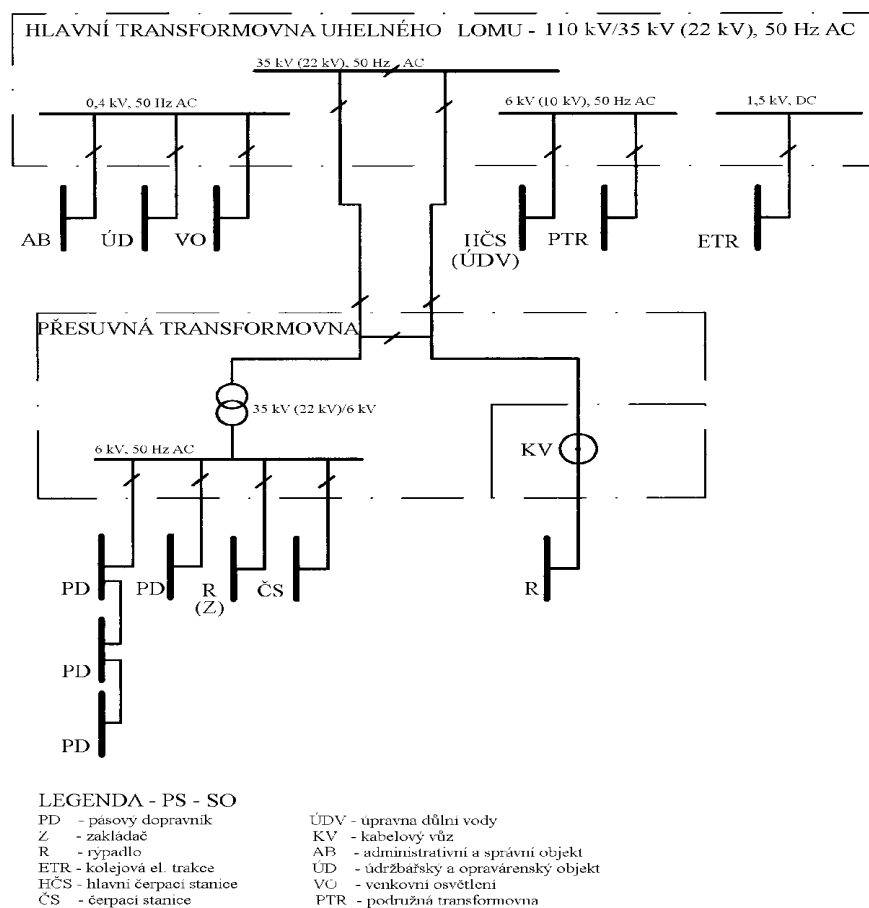 HLAVNÍ TRANSFORMOVNA UHELNÉHO LOMU - 110 kV/35 kV (22 kV), 50 Hz AC
35 kV (22 kV), 50 Hz AC
0,4 kV, 50 Hz AC
6 kV (10 kV), 50 Hz AC
1,5 kV, DC
AB
ÚD
VO
HČS
(ÚDV)
PTR
ETR
PŘESUVNÁ TRANSFORMOVNA
35 kV (22 kV)/6 kV
6 kV, 50 Hz AC
KV
PD
PD
R
(Z)
ČS
R
PD
PD
LEGENDA - PS - SO
PD - pásový dopravník
Z - zakládač
R - rýpadlo
ETR - kolejová el. trakce
HČS - hlavní čerpací stanice
ČS - čerpací stanice
ÚDV - úpravna důlní vody
KV - kabelový vůz
AB - administrativní a správní objekt
ÚD - údržbářský a opravárenský objekt
VO - venkovní osvětlení
PTR - podružná transformovna